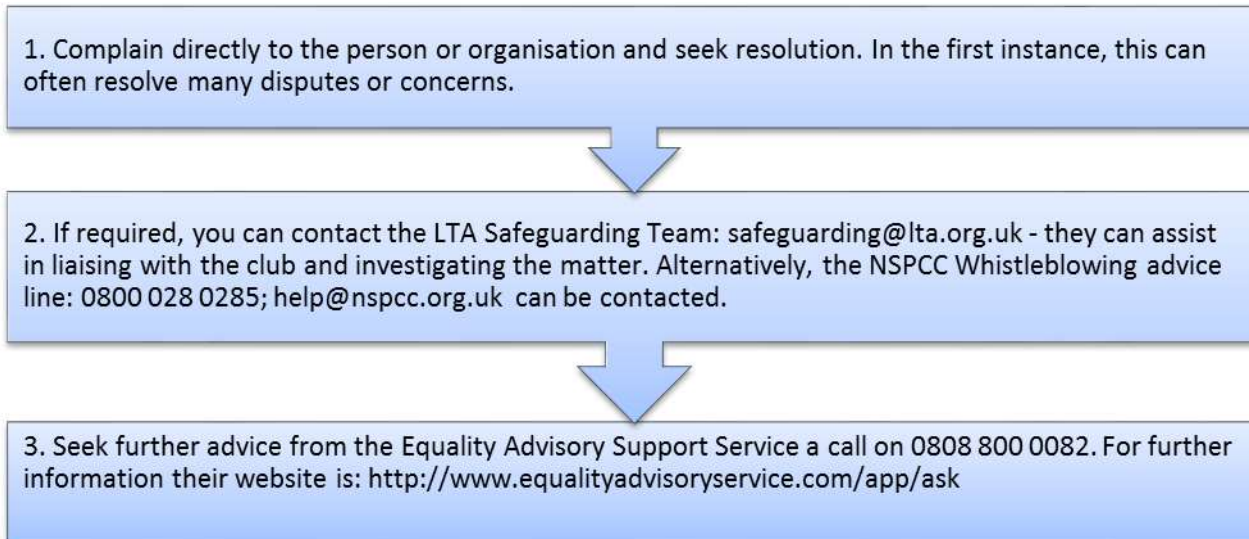 1. Complain directly to the person or organisation and seek resolution. In the first instance, this can
often resolve many disputes or concerns.
2. If required, you can contact the LTA Safeguarding Team: safeguarding@lta.org.uk - they can assist
in liaising with the club and investigating the matter. Alternatively, the NSPCC Whistleblowing advice
line: 0800 028 0285; help@nspcc.org.uk can be contacted.
3. Seek further advice from the Equality Advisory Support Service a call on 0808 800 0082. For further
information their website is: http://www.equalityadvisoryservice.com/app/ask